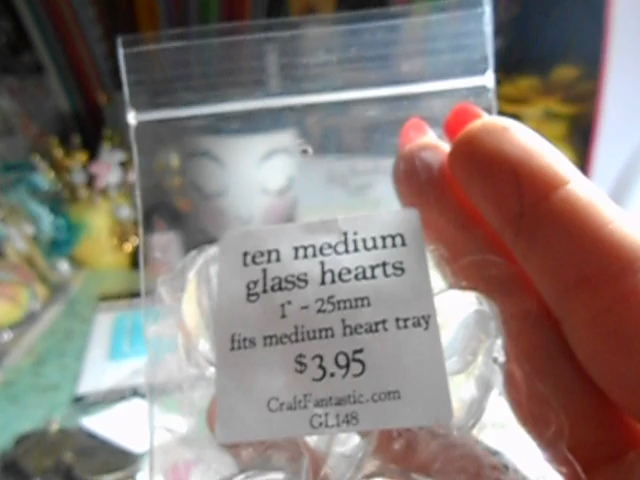 ten medium
glass hearts
1" - 25mm
fits medium heart tray
$3.95
CraftFantastic.com
GL148